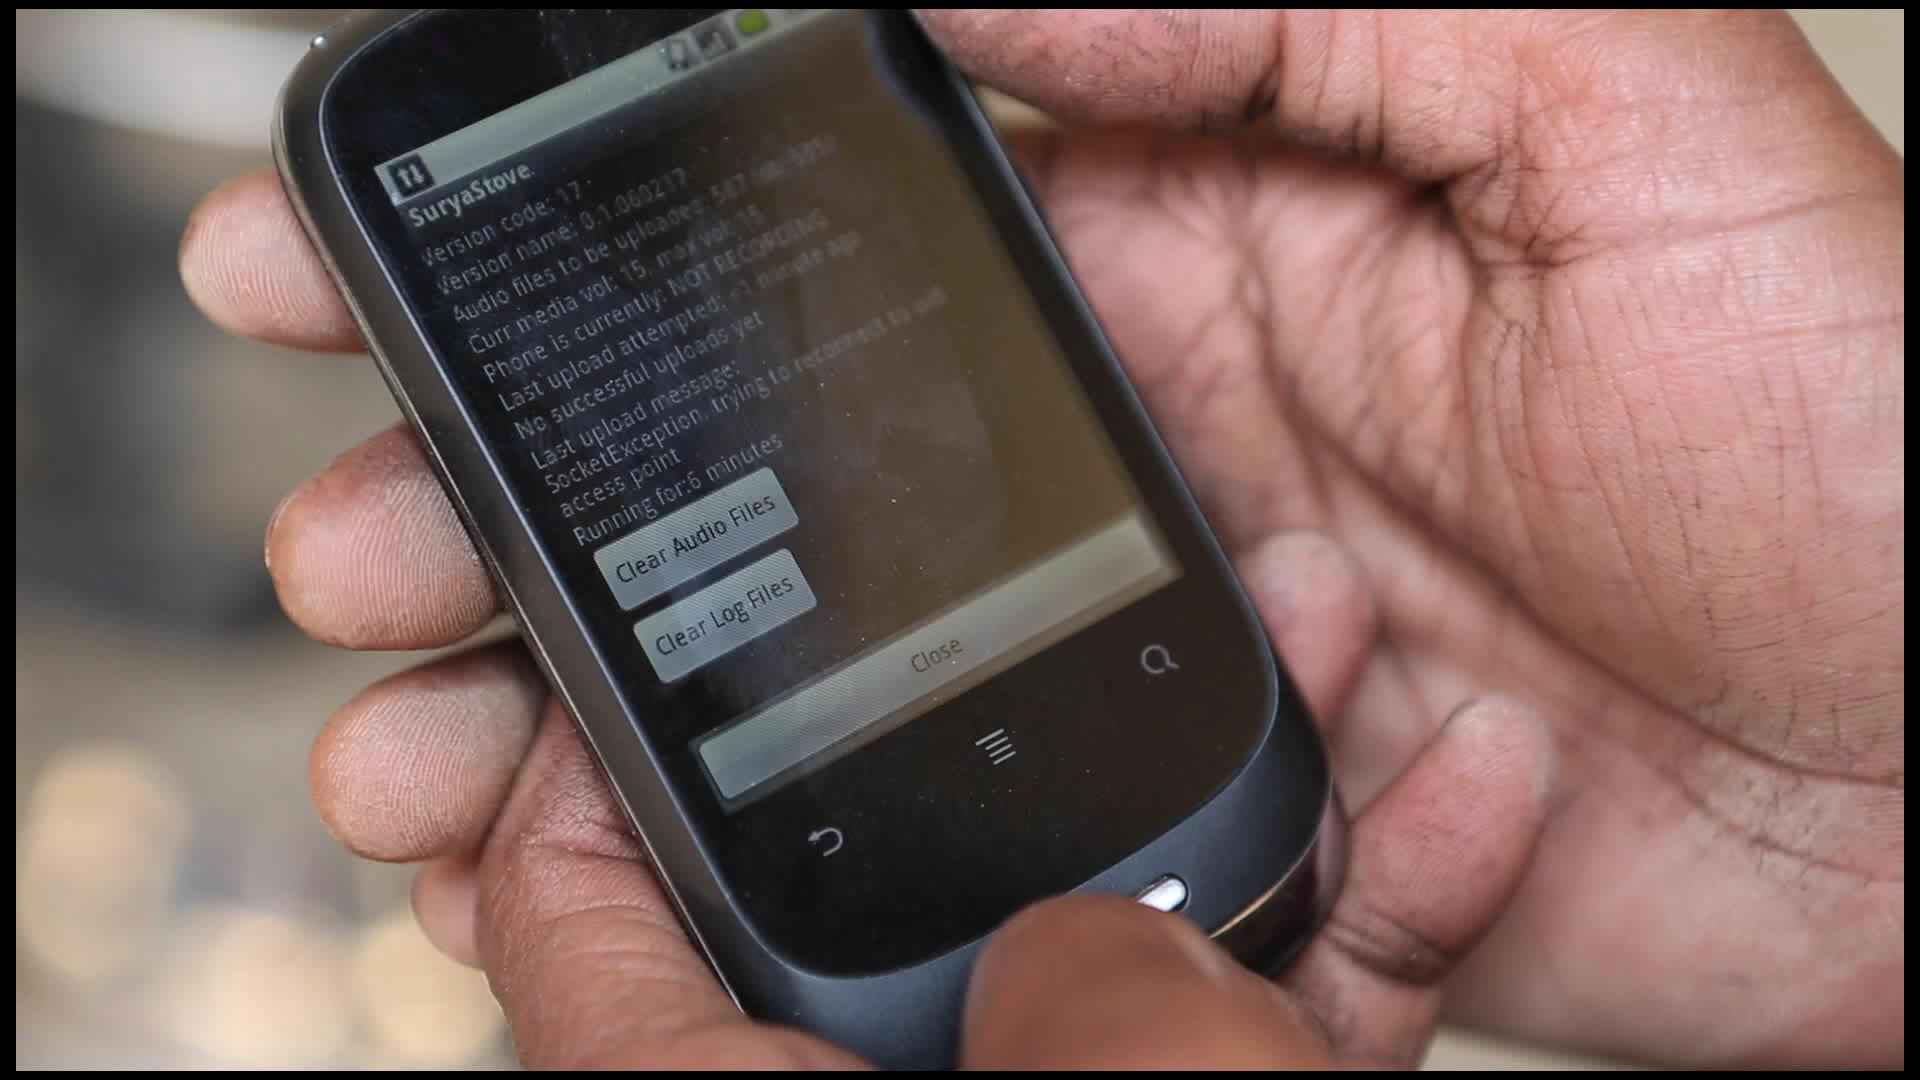 SuryaStove
Version code: 17
Version name: 0.1.060217
Audio files to be uploaded: 547
Curr media vol: 15, max vol: 15
Phone is currently: NOT RECORDING
Last upload attempted: <1 minute ago
No successful uploads yet
Last upload message:
SocketException, trying to reconnect to wifi
access point
Running for:6 minutes
Clear Audio Files
Clear Log Files
Close